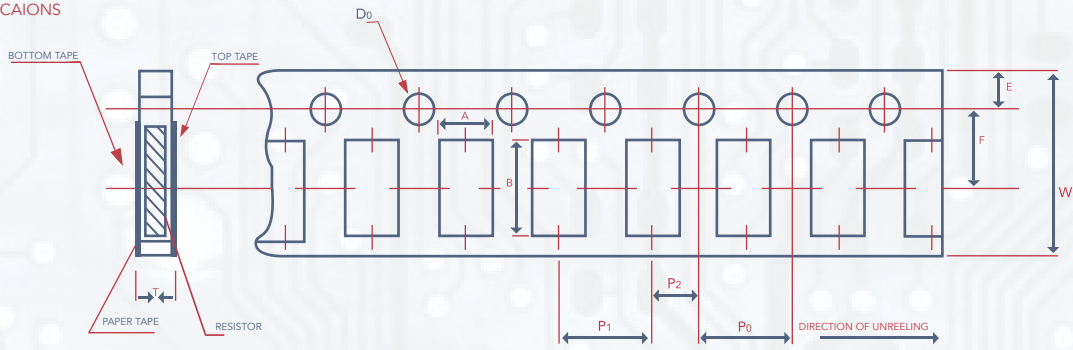 CAIONS
D0
BOTTOM TAPE
TOP TAPE
E
A
F
B
W
T
P2
P1
P0
DIRECTION OF UNREELING
PAPER TAPE
RESISTOR